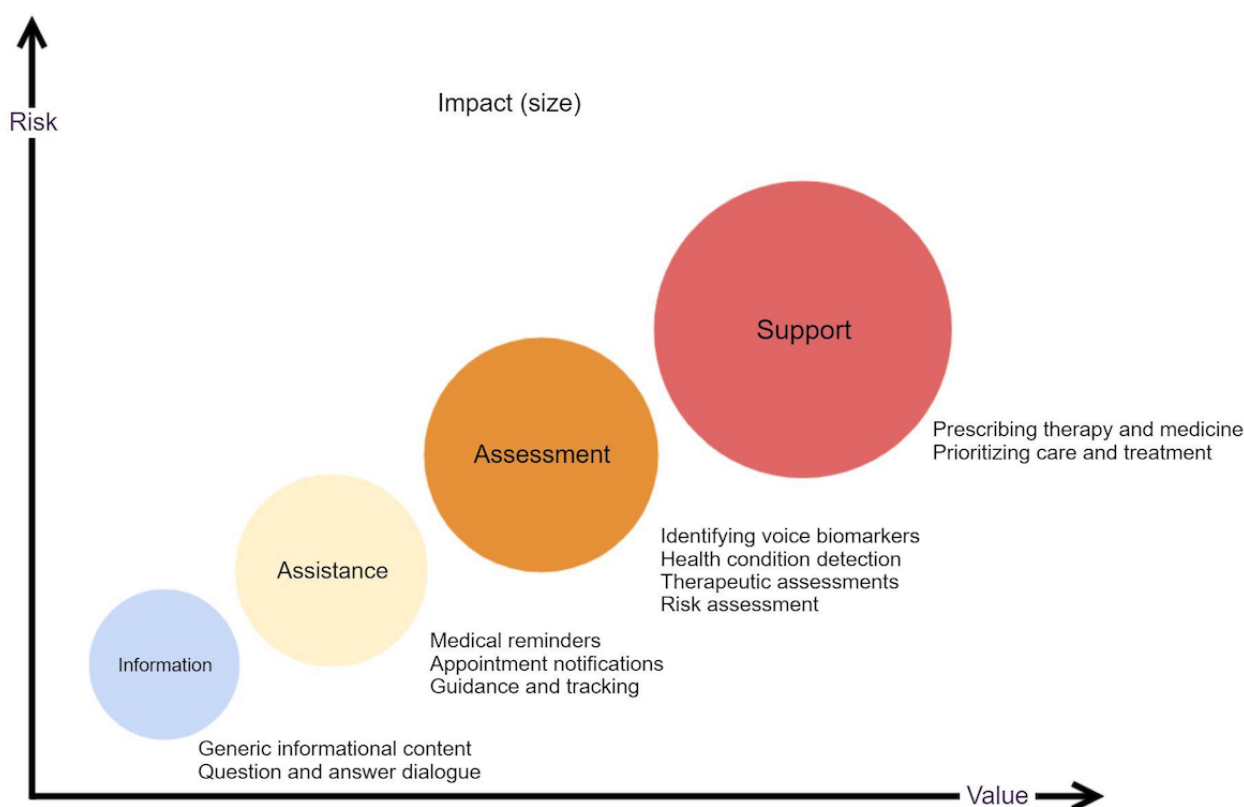 Impact (size)
Risk
Support
Prescribing therapy and medicine
Prioritizing care and treatment
Assessment
Identifying voice biomarkers
Health condition detection
Therapeutic assessments
Risk assessment
Assistance
Medical reminders
Appointment notifications
Guidance and tracking
Information
Generic informational content
Question and answer dialogue
Value